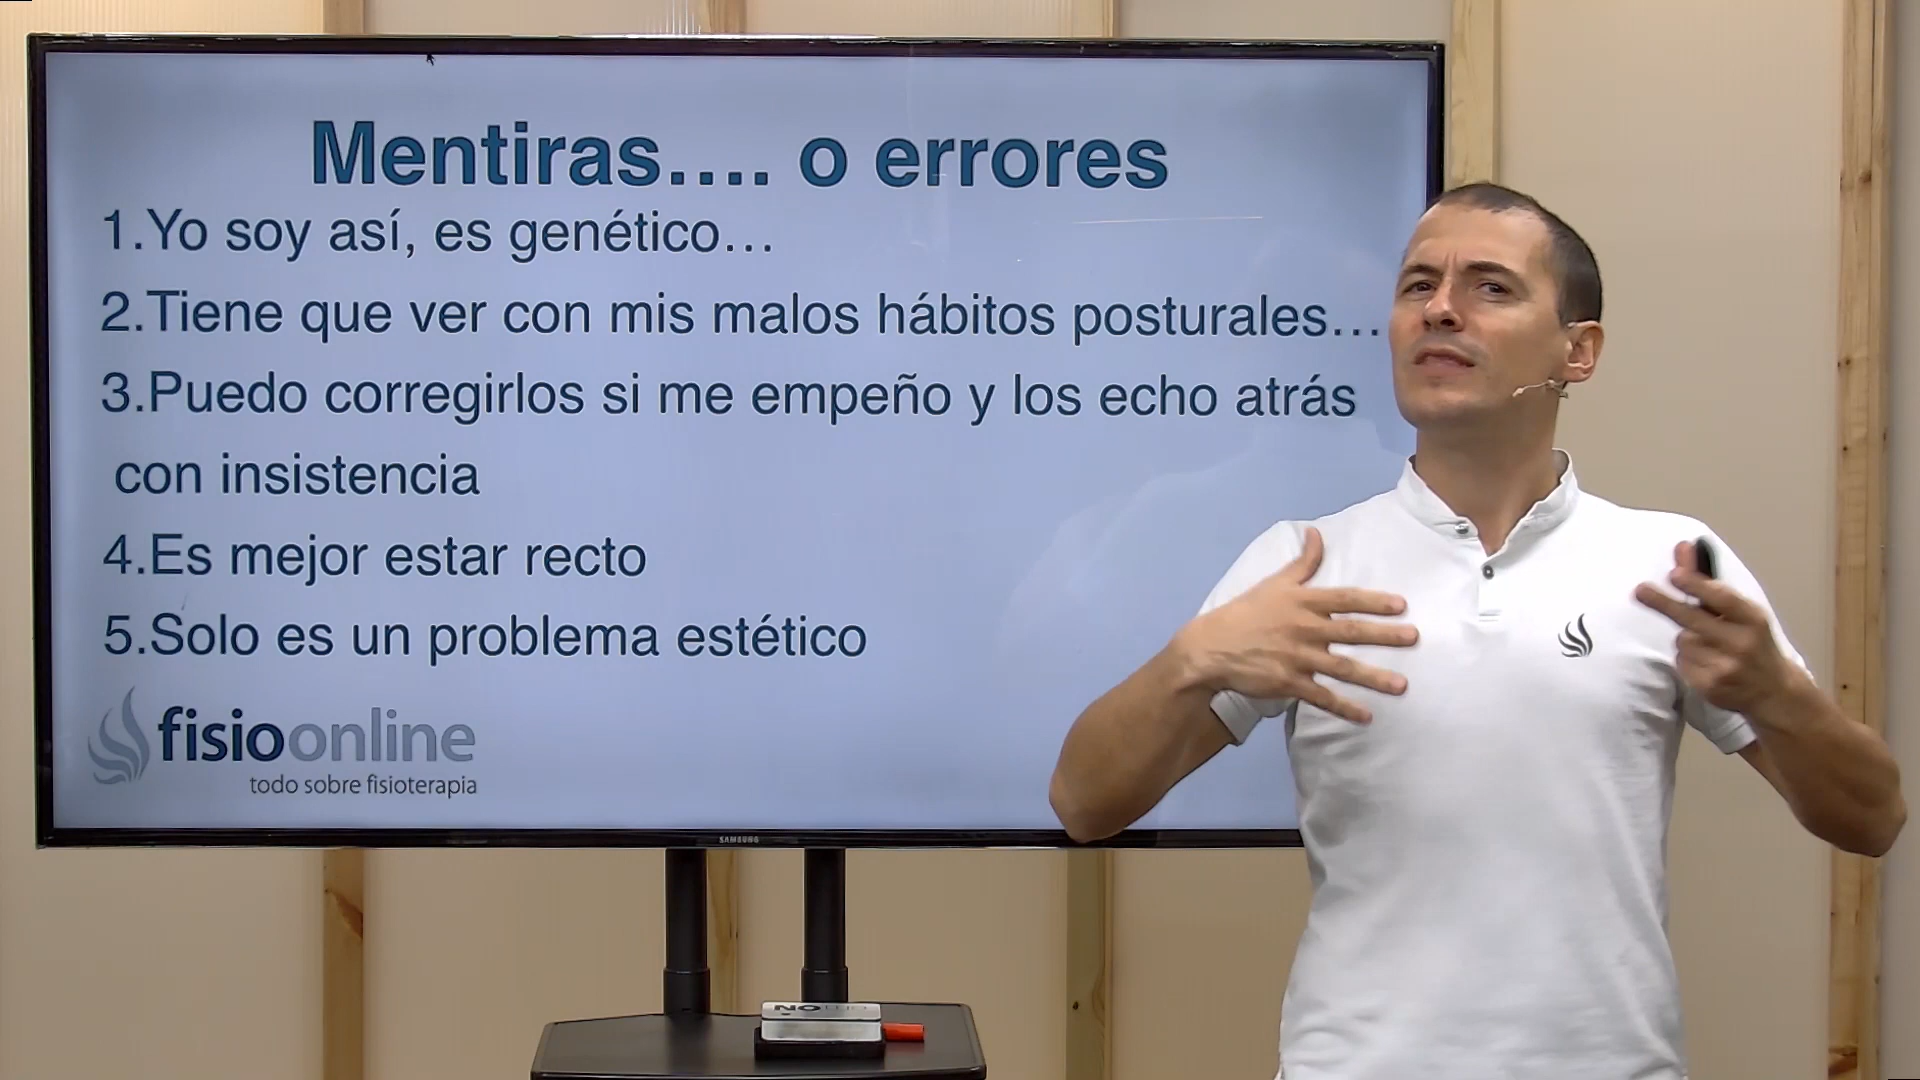 Mentiras.... o errores
1.Yo soy así, es genético...
2.Tiene que ver con mis malos hábitos posturales...
3.Puedo corregirlos si me empeño y los echo atrás
con insistencia
4.Es mejor estar recto
5.Solo es un problema estético
fisioonline
todo sobre fisioterapia
SAMSUNG